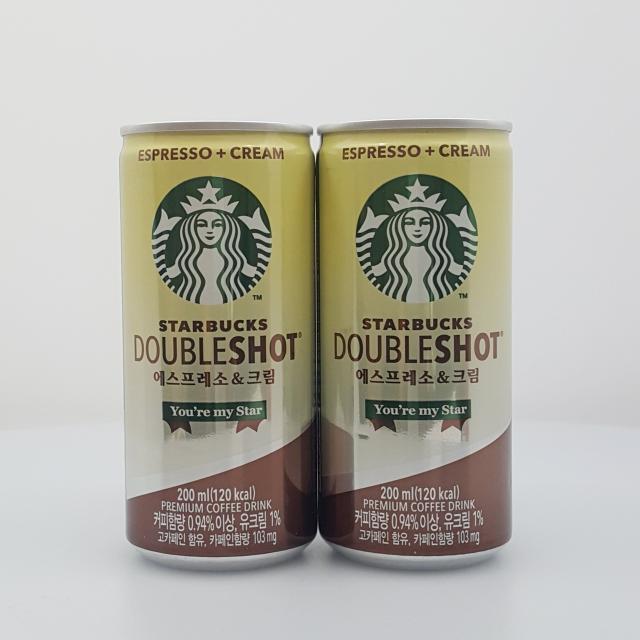 ESPRESSO + CREAM
TM
STARBUCKS
DOUBLESHOT®
에스프레소&크림
You're my Star
200 ml(120 kcal)
PREMIUM COFFEE DRINK
커피함량 0.94% 이상, 유크림 1%
고카페인 함유, 카페인함량 103 mg
ESPRESSO + CREAM
TM
STARBUCKS
DOUBLESHOT®
에스프레소&크림
You're my Star
200 ml(120 kcal)
PREMIUM COFFEE DRINK
커피함량 0.94% 이상, 유크림 1%
고카페인 함유, 카페인함량 103 mg